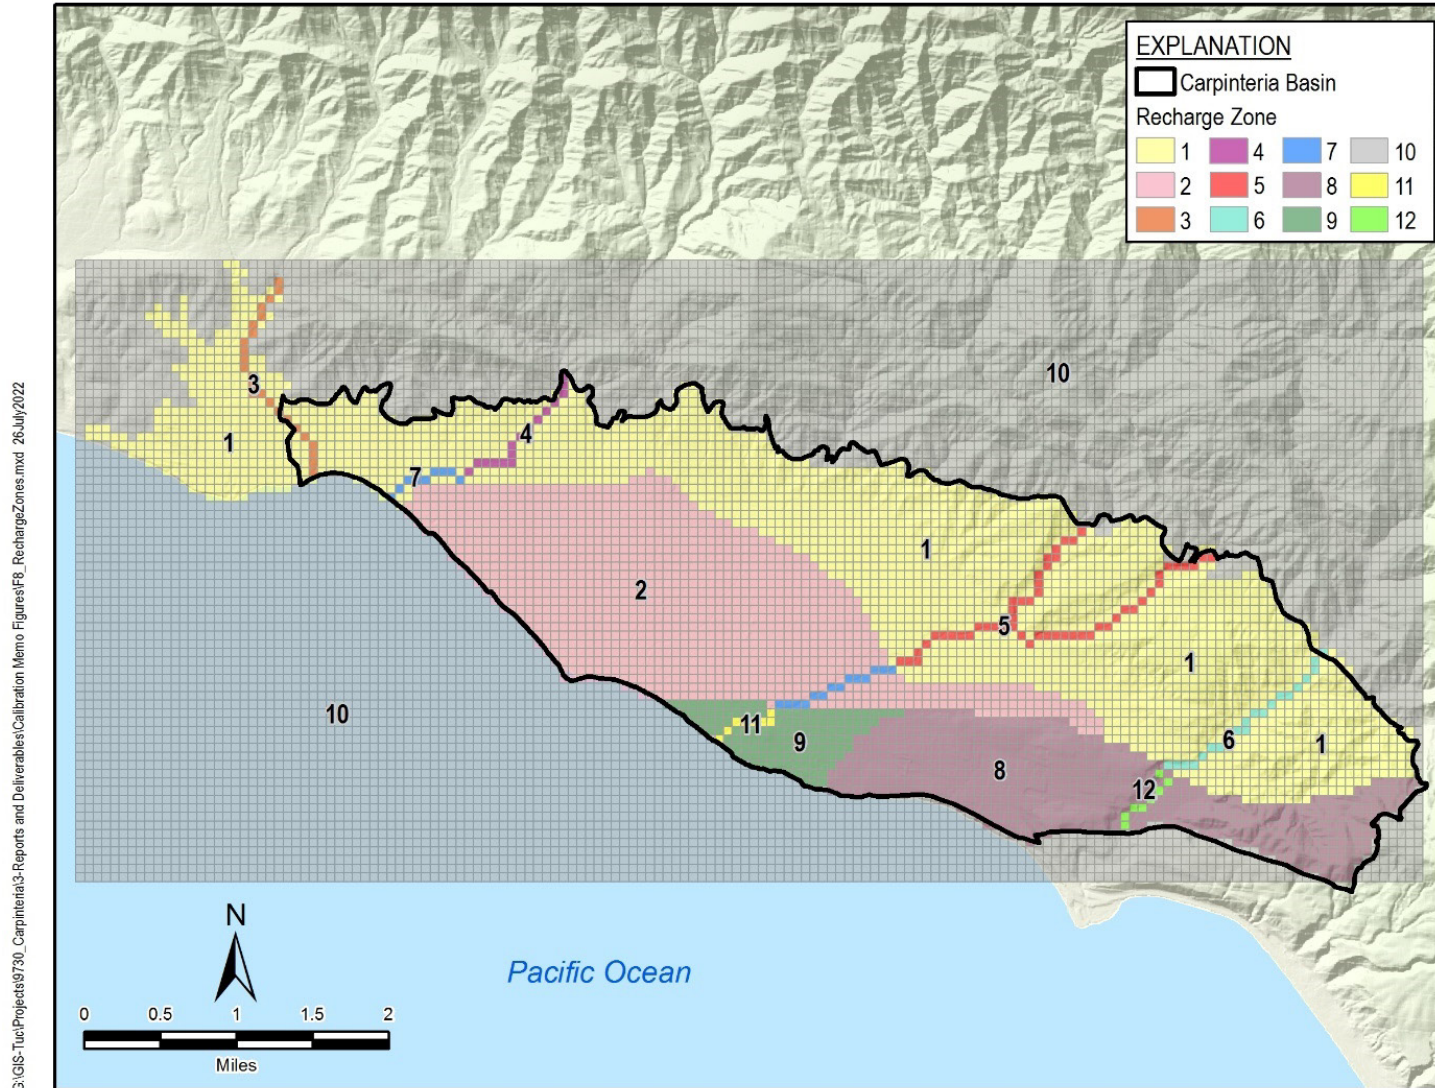 EXPLANATION
Carpinteria Basin
Recharge Zone
1 4 7 10
2 5 8 11
3 6 9 12
10
3
1
4
7
1
2
5
1
10
11
9
6
1
8
12
N
Pacific Ocean
0 0.5 1 1.5 2
Miles
G:\GIS-Tuc\Projects\9730_Carpinteria\3-Reports and Deliverables\Calibration Memo Figures\F8_RechargeZones.mxd 26July2022